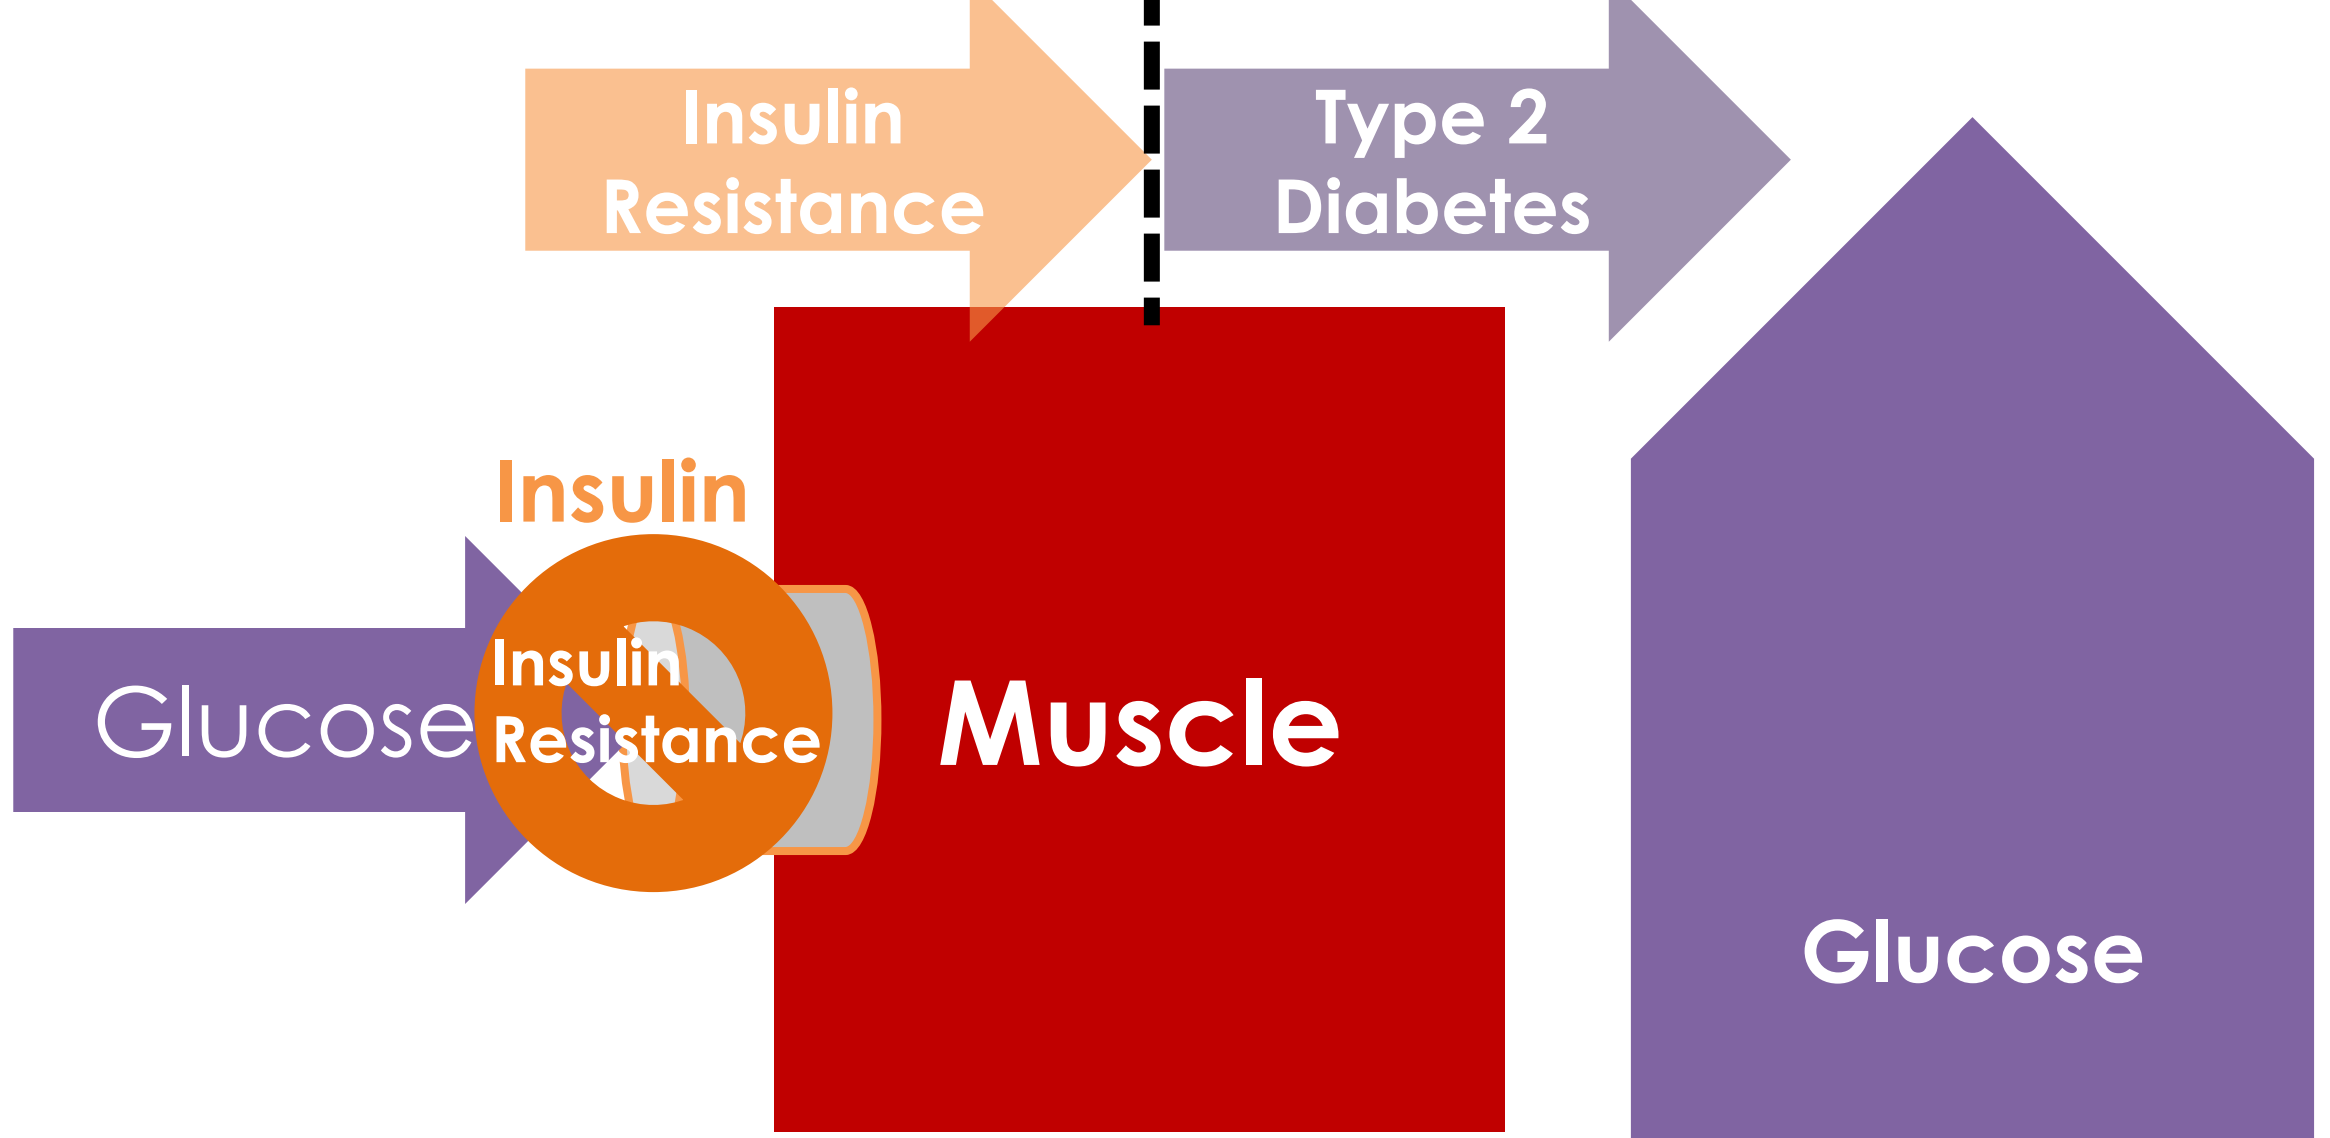 Insulin
Resistance
Type 2
Diabetes
Insulin
Glucose
Insulin
Resistance
Muscle
Glucose